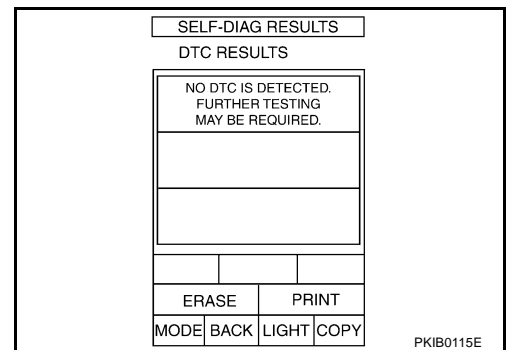 SELF-DIAG RESULTS
DTC RESULTS
NO DTC IS DETECTED.
FURTHER TESTING
MAY BE REQUIRED.
ERASE PRINT
MODE BACK LIGHT COPY
PKIB0115E